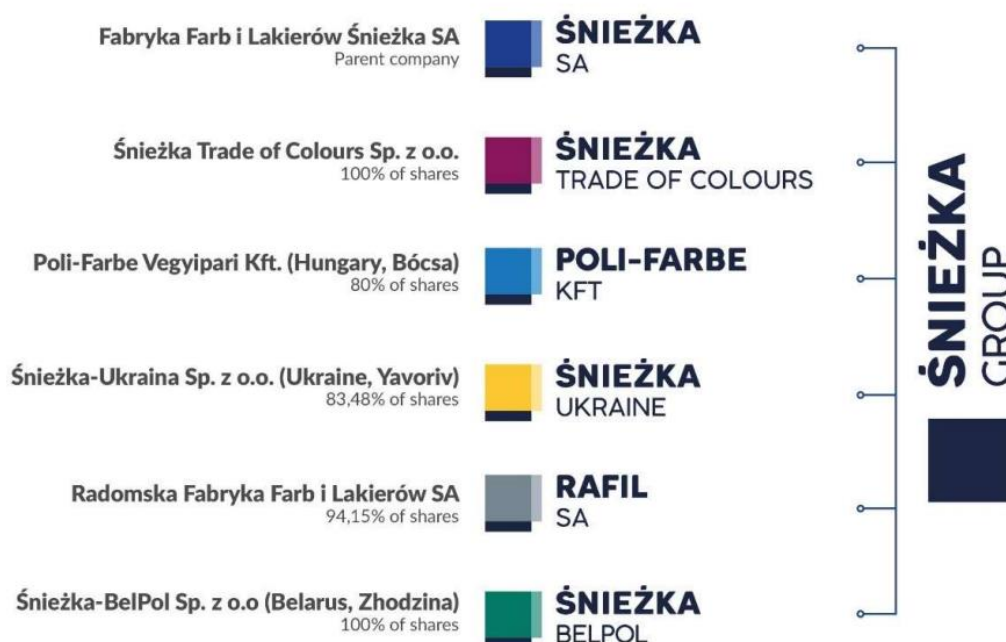 Fabryka Farb i Lakierów Śnieżka SA
Parent company
ŚNIEŻKA
SA
Śnieżka Trade of Colours Sp. z o.o.
100% of shares
ŚNIEŻKA
TRADE OF COLOURS
Poli-Farbe Vegyipari Kft. (Hungary, Bócsa)
80% of shares
POLI-FARBE
KFT
Śnieżka-Ukraina Sp. z o.o. (Ukraine, Yavoriv)
83,48% of shares
ŚNIEŻKA
UKRAINE
Radomska Fabryka Farb i Lakierów SA
94,15% of shares
RAFIL
SA
Śnieżka-BelPol Sp. z o.o (Belarus, Zhodzina)
100% of shares
ŚNIEŻKA
BELPOL
ŚNIEŻKA
GROUP